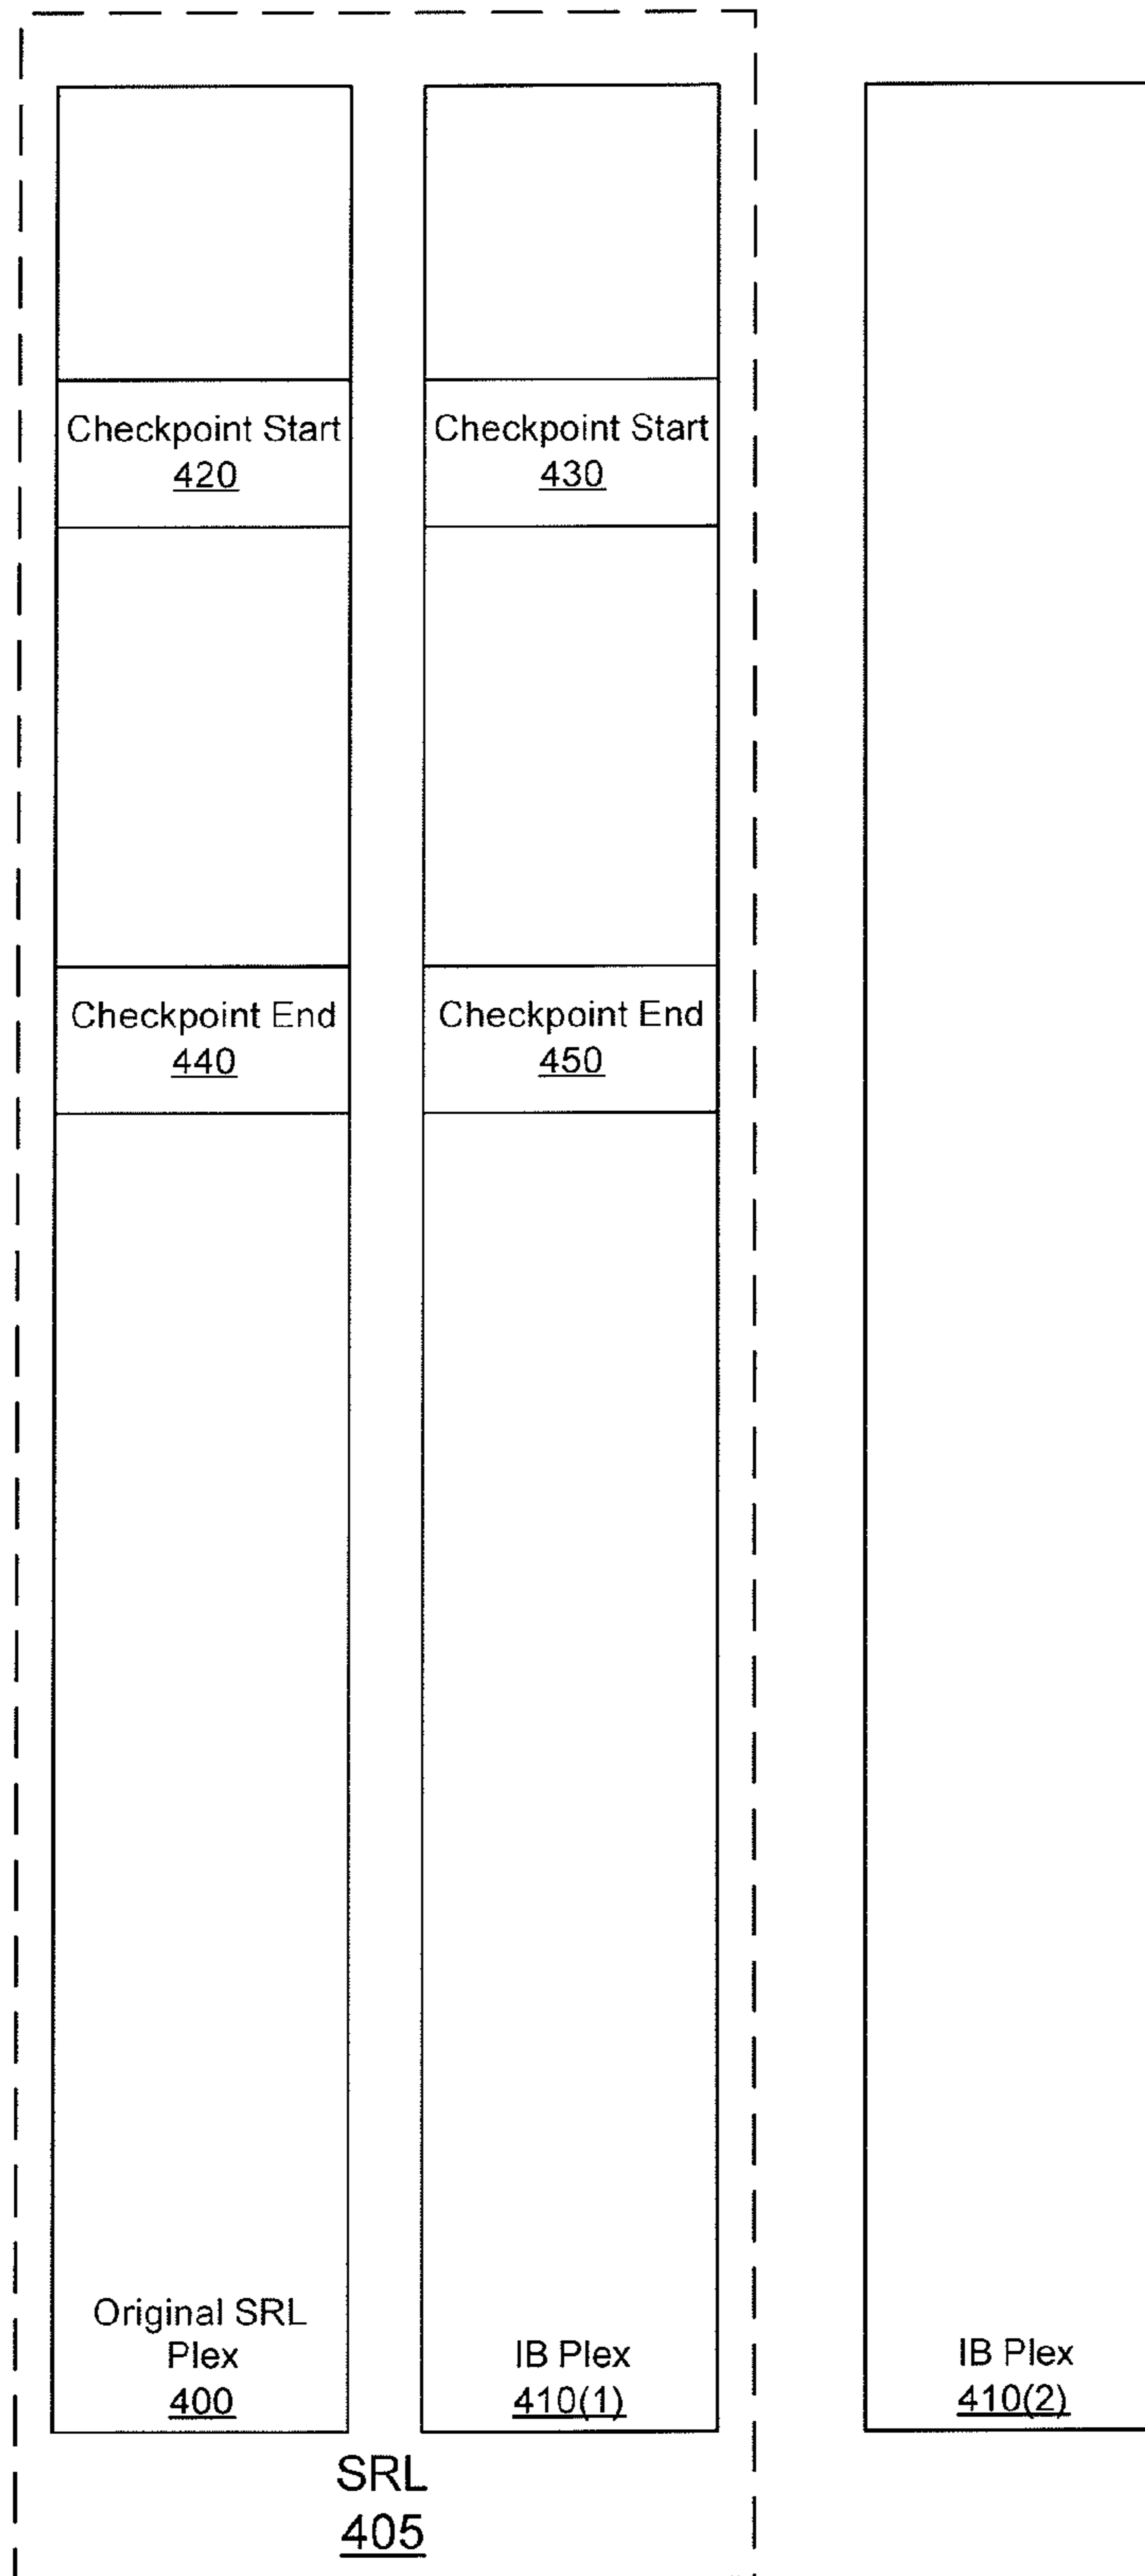 Checkpoint Start
420
Checkpoint Start
430
Checkpoint End
440
Checkpoint End
450
Original SRL
Plex
400
IB Plex
410(1)
IB Plex
410(2)
SRL
405